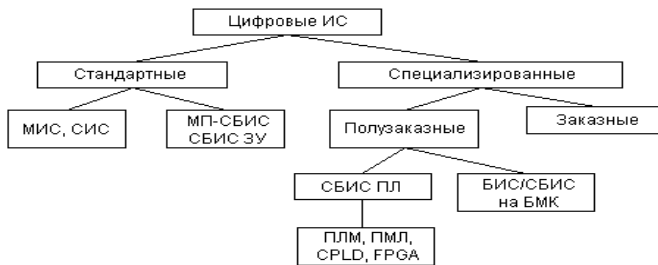 Цифровые ИС
Стандартные
Специализированные
МИС, СИС
МП-СБИС
СБИС ЗУ
Полузаказные
Заказные
СБИС ПЛ
БИС/СБИС
на БМК
ПЛМ, ПМЛ,
CPLD, FPGA